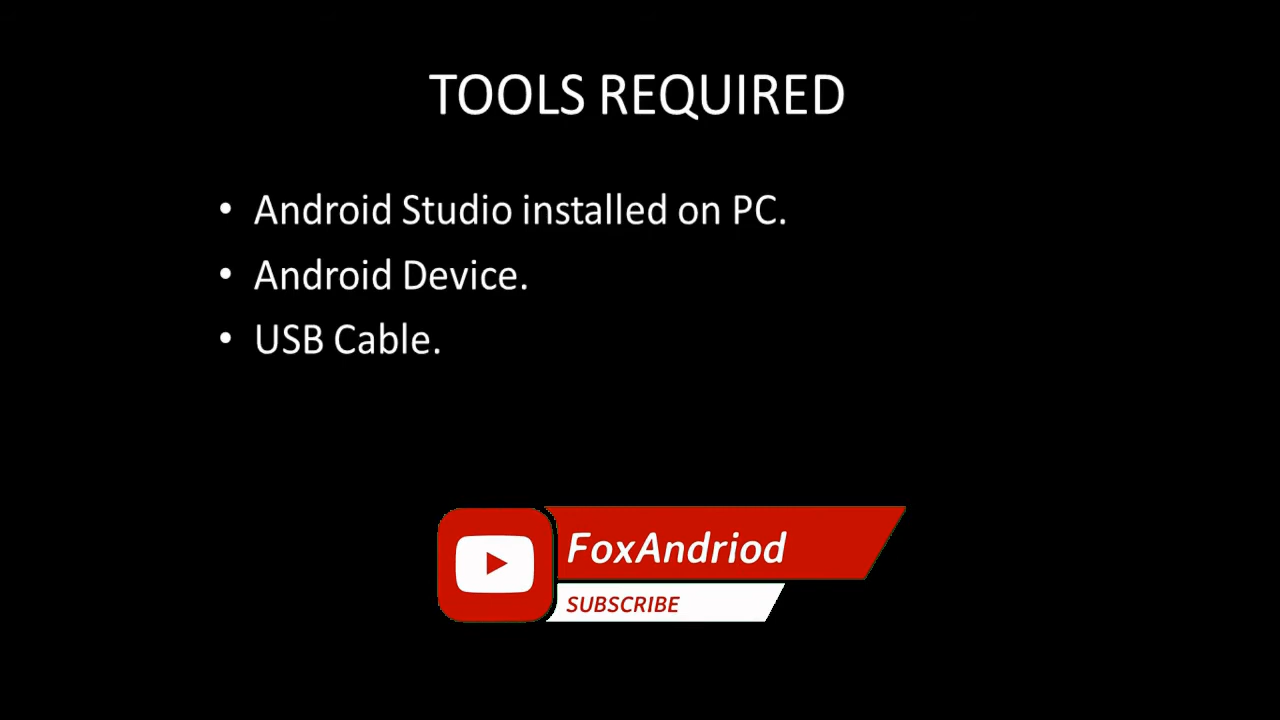 TOOLS REQUIRED
• Android Studio installed on PC.
• Android Device.
• USB Cable.
FoxAndriod
SUBSCRIBE